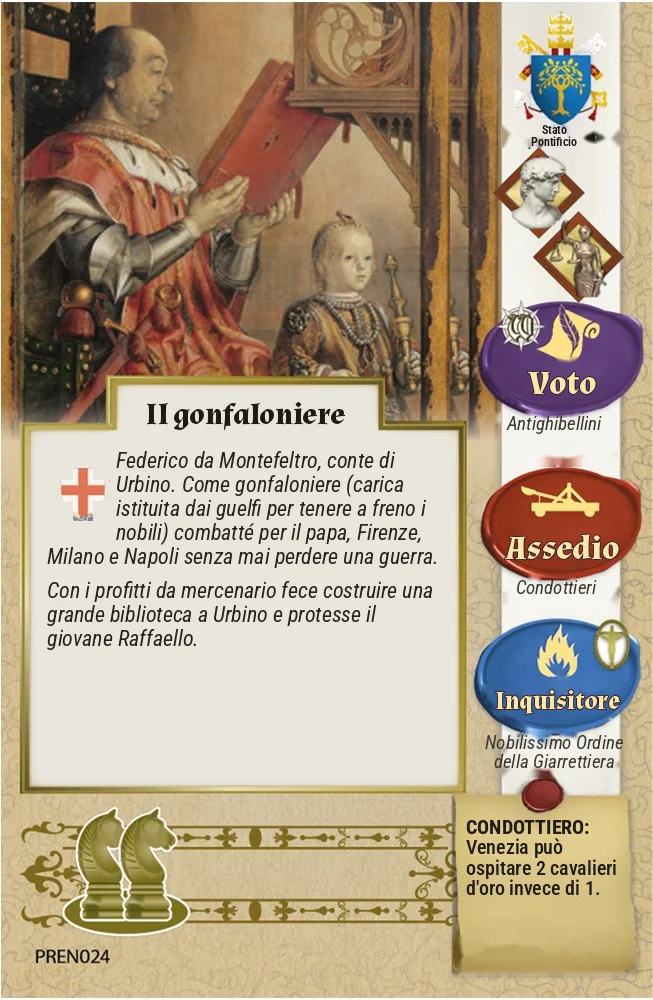 Stato
Pontificio
Voto
Antighibellini
Il gonfaloniere
Federico da Montefeltro, conte di
Urbino. Come gonfaloniere (carica
istituita dai guelfi per tenere a freno i
nobili) combatté per il papa, Firenze,
Milano e Napoli senza mai perdere una guerra.
Con i profitti da mercenario fece costruire una
grande biblioteca a Urbino e protesse il
giovane Raffaello.
Assedio
Condottieri
Inquisitore
Nobilissimo Ordine
della Giarrettiera
CONDOTTIERO:
Venezia può
ospitare 2 cavalieri
d'oro invece di 1.
PREN024